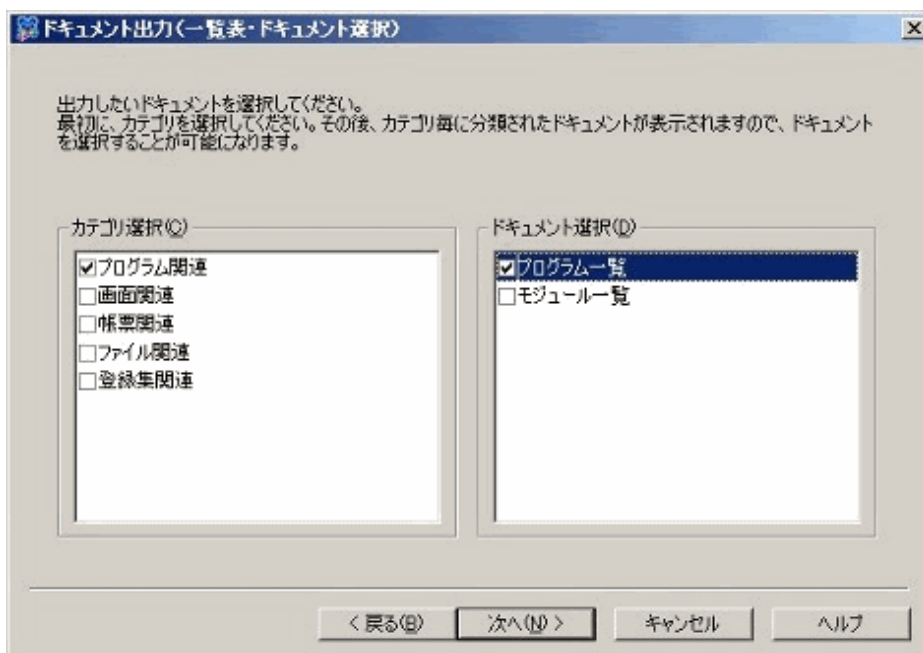 ドキュメント出力(一覧表・ドキュメント選択)
出力したいドキュメントを選択してください。
最初に、カテゴリを選択してください。その後、カテゴリ毎に分類されたドキュメントが表示されますので、ドキュメント
を選択することが可能になります。
カテゴリ選択(C)
プログラム関連
画面関連
帳票関連
ファイル関連
登録集関連
ドキュメント選択(D)
プログラム一覧
モジュール一覧
< 戻る(B)
次へ(N) >
キャンセル
ヘルプ